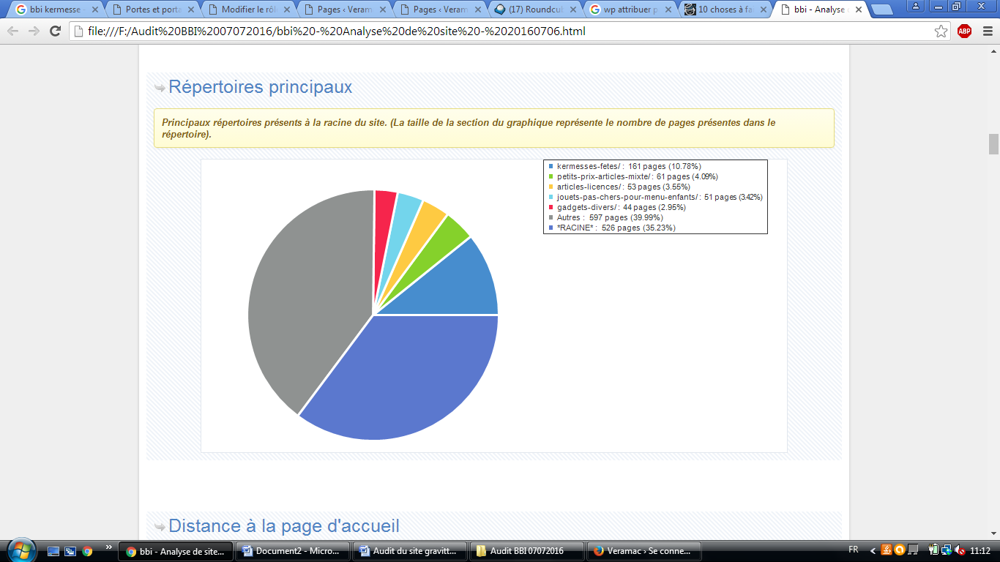 bbi kermesse -
Portes et porta
Modifier le rôl
Pages ‹ Veram
Pages ‹ Veram
(17) Roundcul
wp attribuer p
10 choses à fai
bbi - Analyse d
file:///F:/Audit%20BBI%2007072016/bbi%20-%20Analyse%20de%20site%20-%2020160706.html
ABP
Répertoires principaux
Principaux répertoires présents à la racine du site. (La taille de la section du graphique représente le nombre de pages présentes dans le
répertoire).
kermesses-fetes/ : 161 pages (10.78%)
petits-prix-articles-mixte/ : 61 pages (4.09%)
articles-licences/ : 53 pages (3.55%)
jouets-pas-chers-pour-menu-enfants/ : 51 pages (3.42%)
gadgets-divers/ : 44 pages (2.95%)
Autres : 597 pages (39.99%)
*RACINE* : 526 pages (35.23%)
Distance à la page d'accueil
bbi - Analyse de site...
Document2 - Micro...
Audit du site gravitt...
Audit BBI 07072016
Veramac › Se conne...
FR
11:12